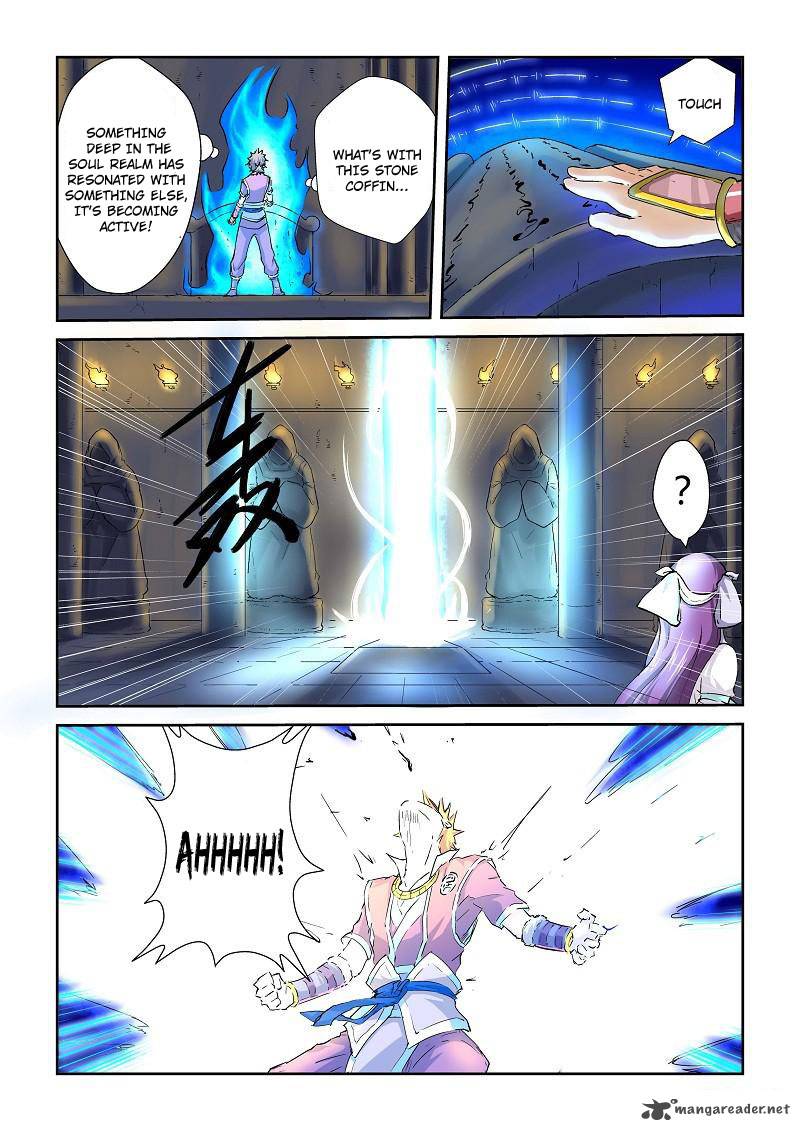 SOMETHING
DEEP IN THE
SOUL REALM HAS
RESONATED WITH
SOMETHING ELSE,
IT'S BECOMING
ACTIVE!
WHAT'S WITH
THIS STONE
COFFIN...
TOUCH
?
AHHHHH!
mangareader.net